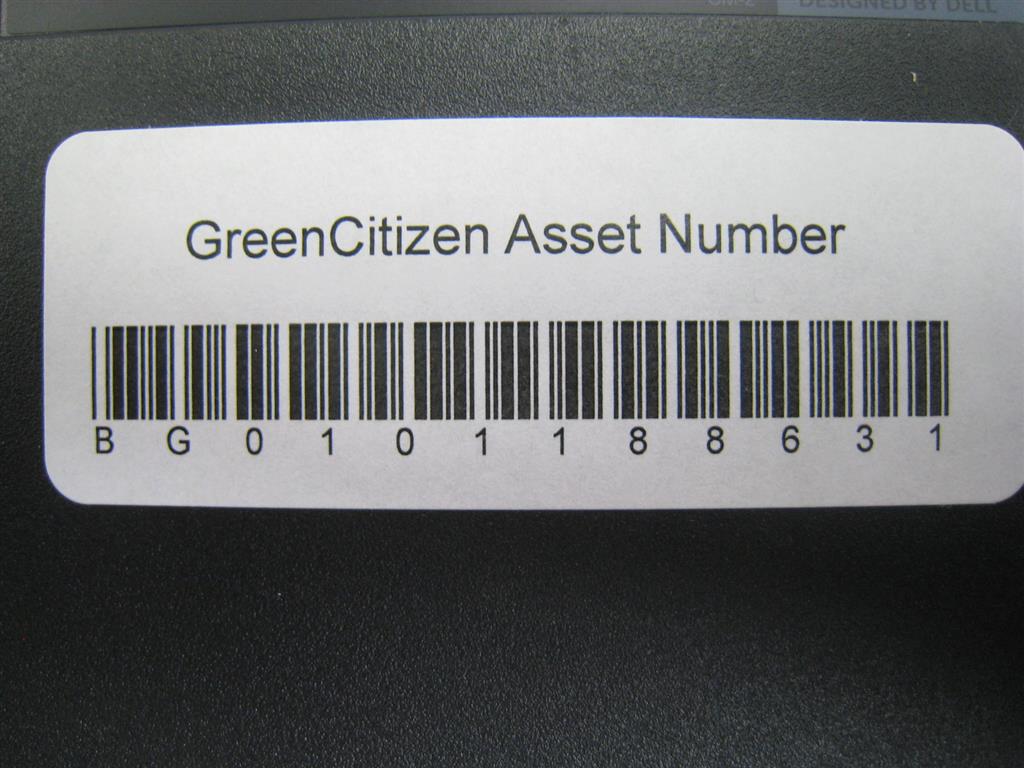 DESIGNED BY DELL
GreenCitizen Asset Number
B G 0 1 0 1 1 8 8 6 3 1